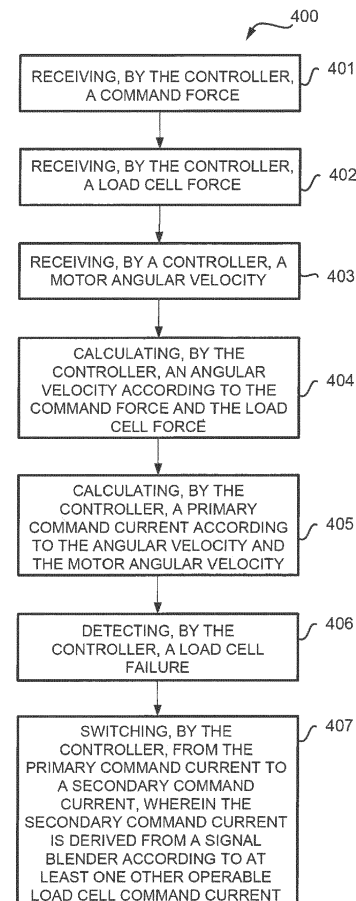 400
RECEIVING, BY THE CONTROLLER,
A COMMAND FORCE
401
RECEIVING, BY THE CONTROLLER,
A LOAD CELL FORCE
402
RECEIVING, BY A CONTROLLER, A
MOTOR ANGULAR VELOCITY
403
CALCULATING, BY THE
CONTROLLER, AN ANGULAR
VELOCITY ACCORDING TO THE
COMMAND FORCE AND THE LOAD
CELL FORCE
404
CALCULATING, BY THE
CONTROLLER, A PRIMARY
COMMAND CURRENT ACCORDING
TO THE ANGULAR VELOCITY AND
THE MOTOR ANGULAR VELOCITY
405
DETECTING, BY THE
CONTROLLER, A LOAD CELL
FAILURE
406
SWITCHING, BY THE
CONTROLLER, FROM THE
PRIMARY COMMAND CURRENT TO
A SECONDARY COMMAND
CURRENT, WHEREIN THE
SECONDARY COMMAND CURRENT
IS DERIVED FROM A SIGNAL
BLENDER ACCORDING TO AT
LEAST ONE OTHER OPERABLE
LOAD CELL COMMAND CURRENT
407